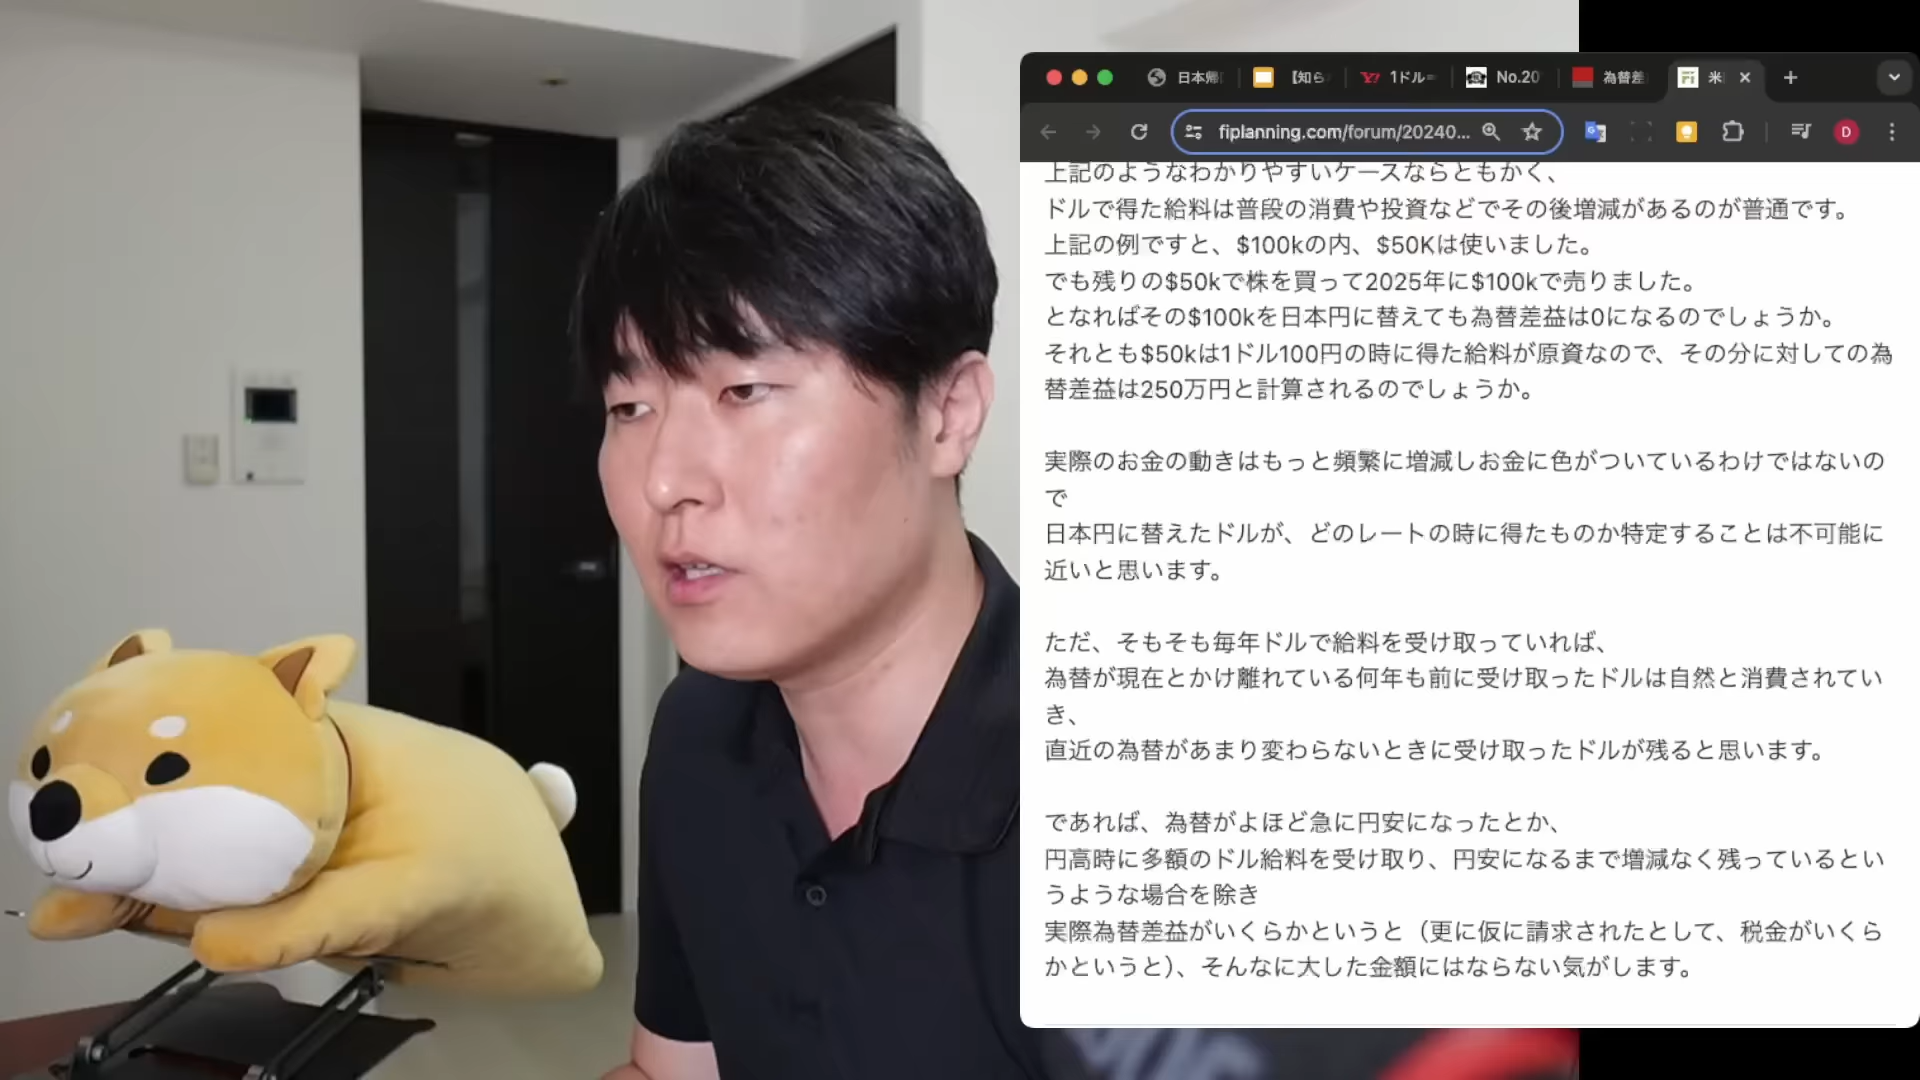 日本帰
【知ら
1ドル=
No.20
為替差
米
fiplanning.com/forum/20240...
D
上記のようなわかりやすいケースならともかく、
ドルで得た給料は普段の消費や投資などでその後増減があるのが普通です。
上記の例ですと、$100kの内、$50Kは使いました。
でも残りの$50kで株を買って2025年に$100kで売りました。
となればその$100kを日本円に替えても為替差益は0になるのでしょうか。
それとも$50kは1ドル100円の時に得た給料が原資なので、その分に対しての為
替差益は250万円と計算されるのでしょうか。
実際のお金の動きはもっと頻繁に増減しお金に色がついているわけではないの
で
日本円に替えたドルが、どのレートの時に得たものか特定することは不可能に
近いと思います。
ただ、そもそも毎年ドルで給料を受け取っていれば、
為替が現在とかけ離れている何年も前に受け取ったドルは自然と消費されてい
き、
直近の為替があまり変わらないときに受け取ったドルが残ると思います。
であれば、為替がよほど急に円安になったとか、
円高時に多額のドル給料を受け取り、円安になるまで増減なく残っているとい
うような場合を除き
実際為替差益がいくらかというと（更に仮に請求されたとして、税金がいくら
かというと）、そんなに大した金額にはならない気がします。